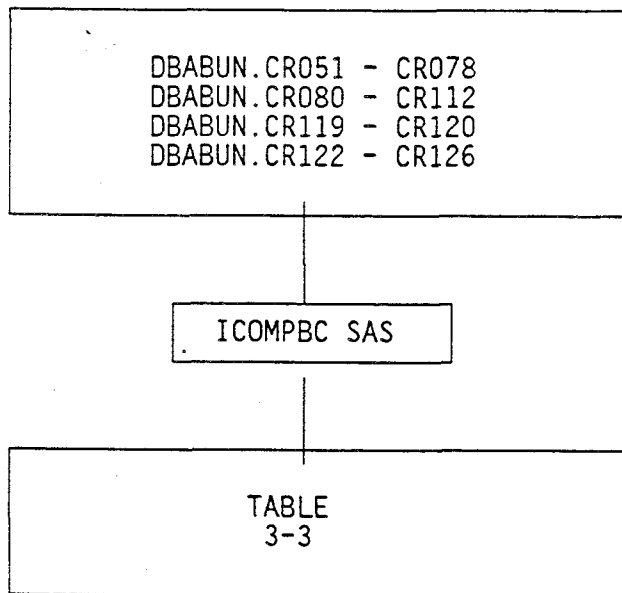 DBABUN.CR051 - CR078
DBABUN.CR080 - CR112
DBABUN.CR119 - CR120
DBABUN.CR122 - CR126
ICOMPBC SAS
TABLE
3-3